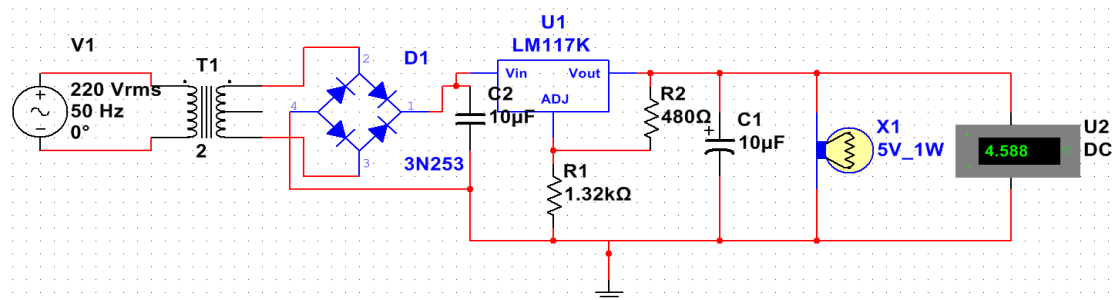 V1
220 Vrms
50 Hz
0°
T1
2
2
4
1
3
D1
3N253
C2
10µF
U1
LM117K
Vin
Vout
ADJ
R2
480Ω
R1
1.32kΩ
C1
10µF
X1
5V_1W
U2
DC
4.588
V